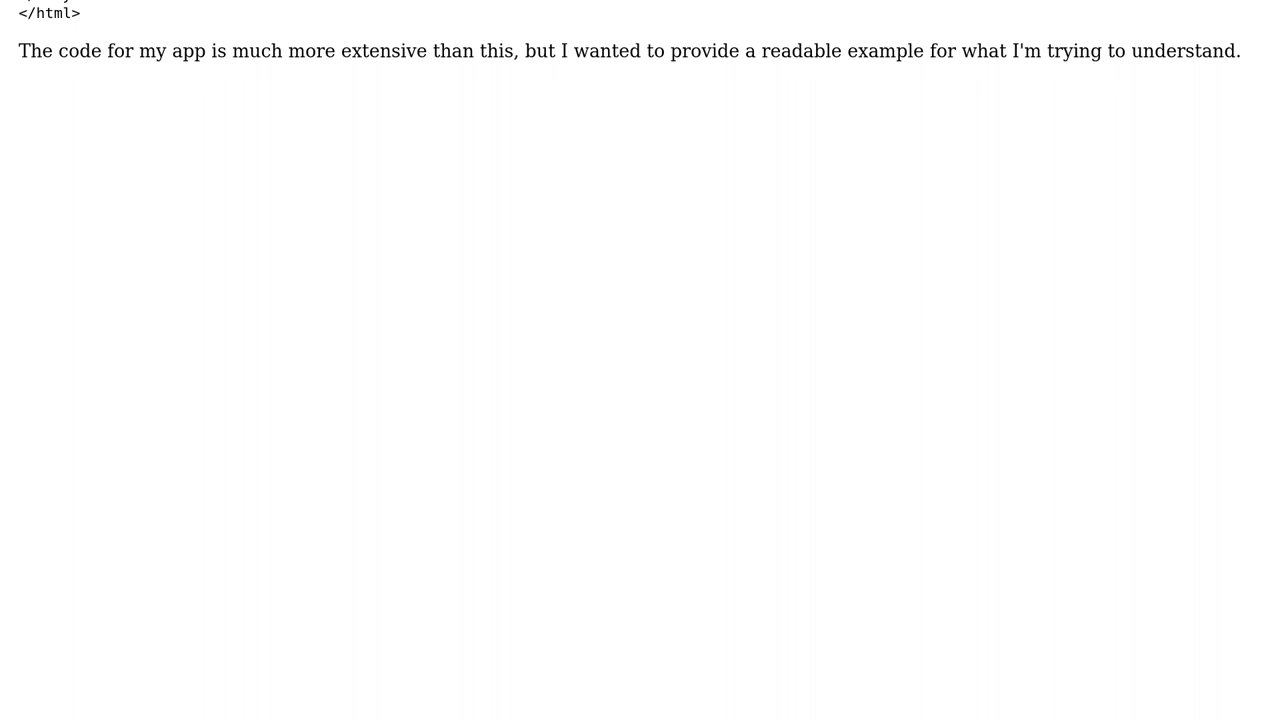 </html>
The code for my app is much more extensive than this, but I wanted to provide a readable example for what I'm trying to understand.